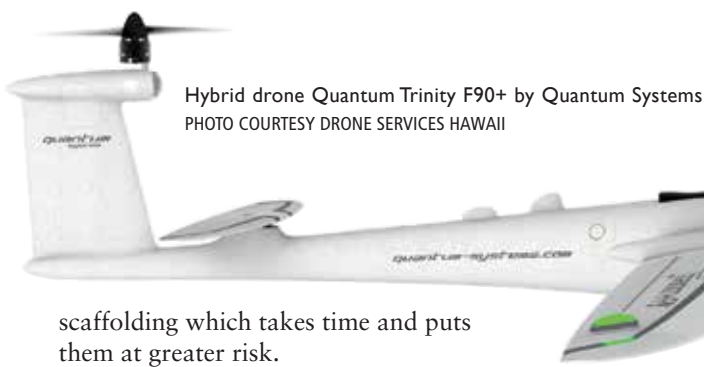 Hybrid drone Quantum Trinity F90+ by Quantum Systems
PHOTO COURTESY DRONE SERVICES HAWAII
quantum
quantum-systems.com
scaffolding which takes time and puts
them at greater risk.